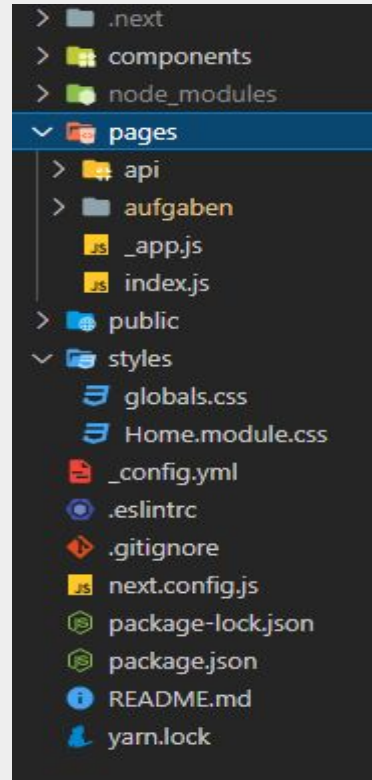 .next
components
node_modules
pages
api
aufgaben
_app.js
index.js
public
styles
globals.css
Home.module.css
_config.yml
.eslintrc
.gitignore
next.config.js
package-lock.json
package.json
README.md
yarn.lock